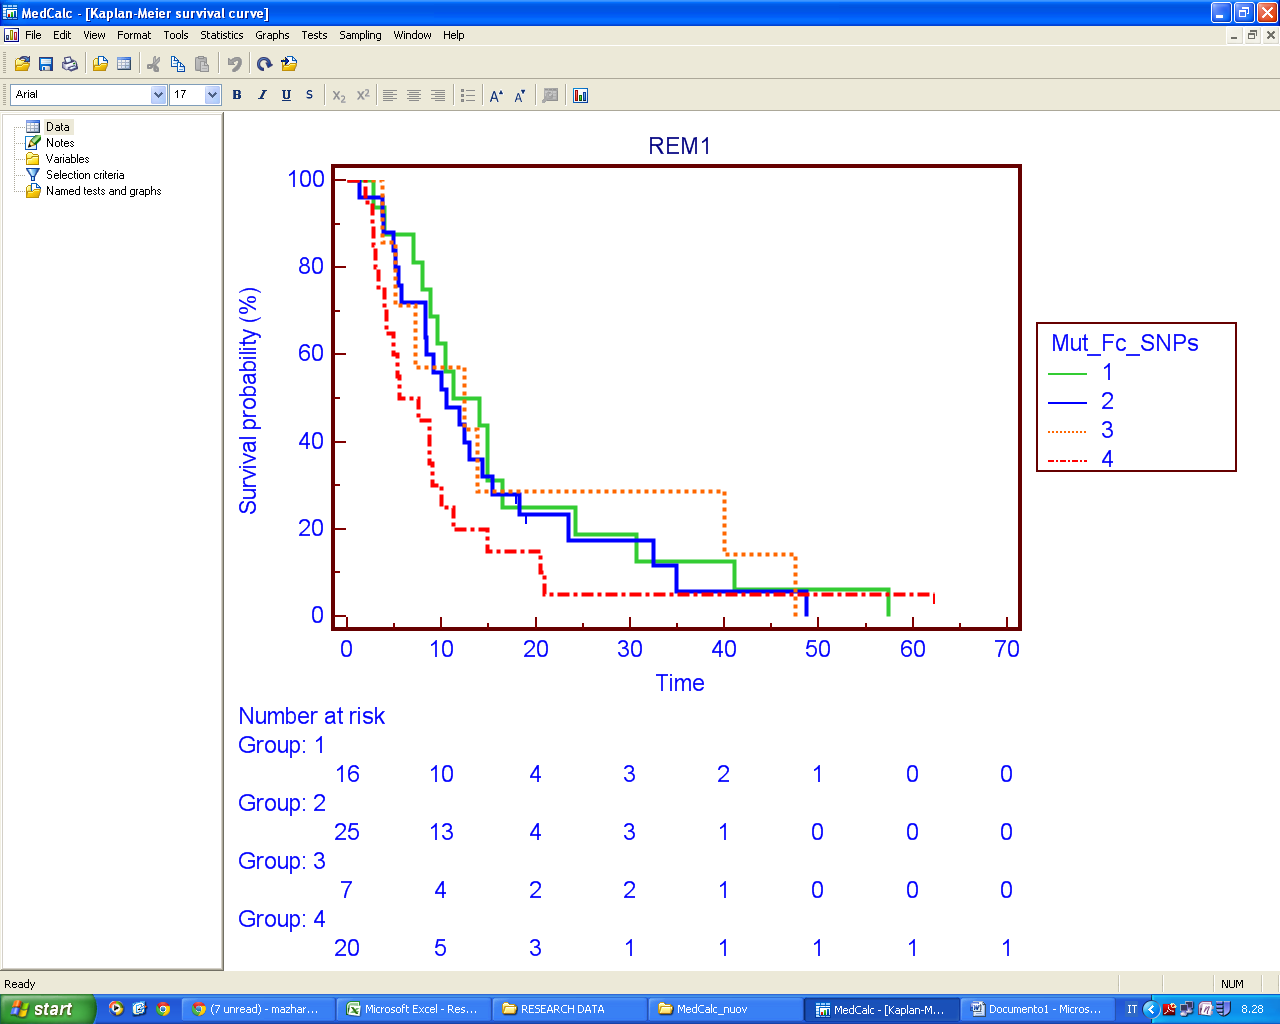 MedCalc - [Kaplan-Meier survival curve]
File Edit View Format Tools Statistics Graphs Tests Sampling Window Help
Arial 17 B I U S X₂ X² A A
Data
Notes
Variables
Selection criteria
Named tests and graphs
REM1
Survival probability (%)
100
80
60
40
20
0
0 10 20 30 40 50 60 70
Time
Mut_Fc_SNPs
1
2
3
4
Number at risk
Group: 1
16 10 4 3 2 1 0 0
Group: 2
25 13 4 3 1 0 0 0
Group: 3
7 4 2 2 1 0 0 0
Group: 4
20 5 3 1 1 1 1 1
Ready NUM
start (7 unread) - mazhar... Microsoft Excel - Res... RESEARCH DATA MedCalc_nuov MedCalc - [Kaplan-M... Documento1 - Micros... IT 8.28